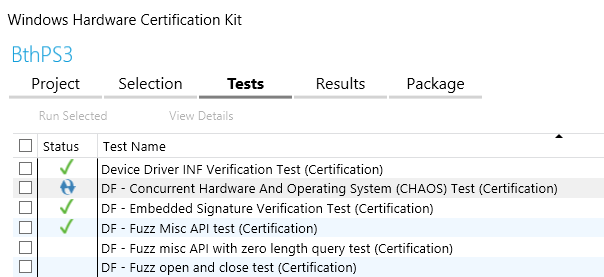 Windows Hardware Certification Kit
BthPS3
Project Selection Tests Results Package
Run Selected View Details
Status Test Name
Device Driver INF Verification Test (Certification)
DF - Concurrent Hardware And Operating System (CHAOS) Test (Certification)
DF - Embedded Signature Verification Test (Certification)
DF - Fuzz Misc API test (Certification)
DF - Fuzz misc API with zero length query test (Certification)
DF - Fuzz open and close test (Certification)